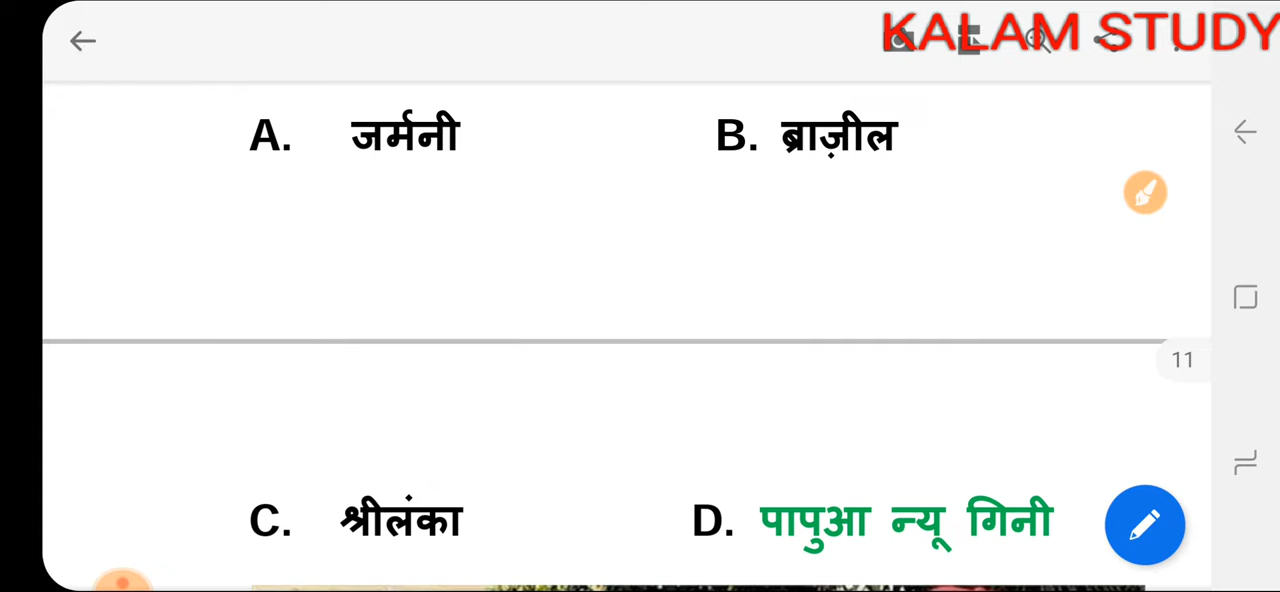 KALAM STUDY
A. जर्मनी B. ब्राज़ील
11
C. श्रीलंका D. पापुआ न्यू गिनी